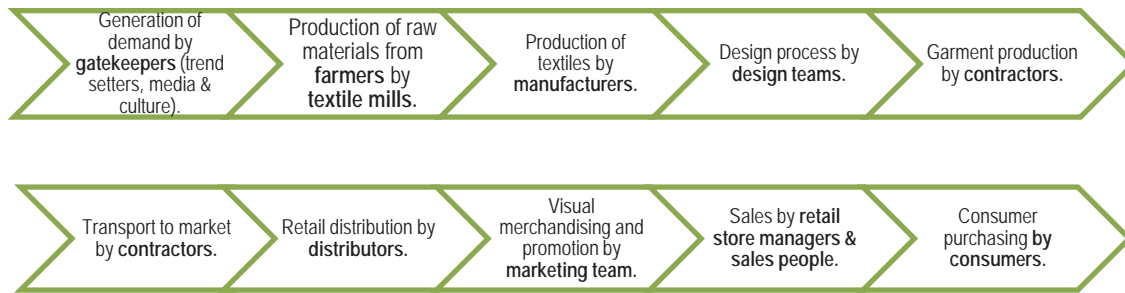 Generation of
demand by
gatekeepers (trend
setters, media &
culture).
Production of raw
materials from
farmers by
textile mills.
Production of
textiles by
manufacturers.
Design process by
design teams.
Garment production
by contractors.
Transport to market
by contractors.
Retail distribution by
distributors.
Visual
merchandising and
promotion by
marketing team.
Sales by retail
store managers &
sales people.
Consumer
purchasing by
consumers.